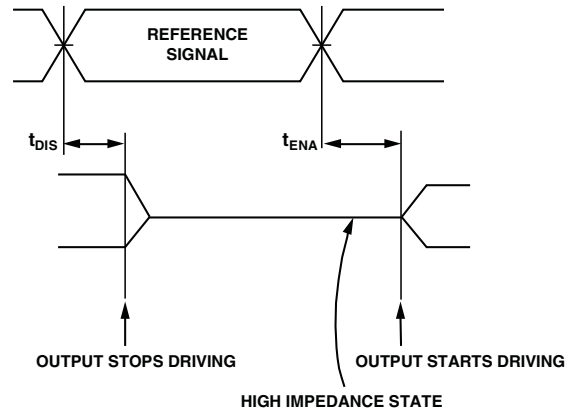 REFERENCE
SIGNAL
tDIS
tENA
OUTPUT STOPS DRIVING
OUTPUT STARTS DRIVING
HIGH IMPEDANCE STATE